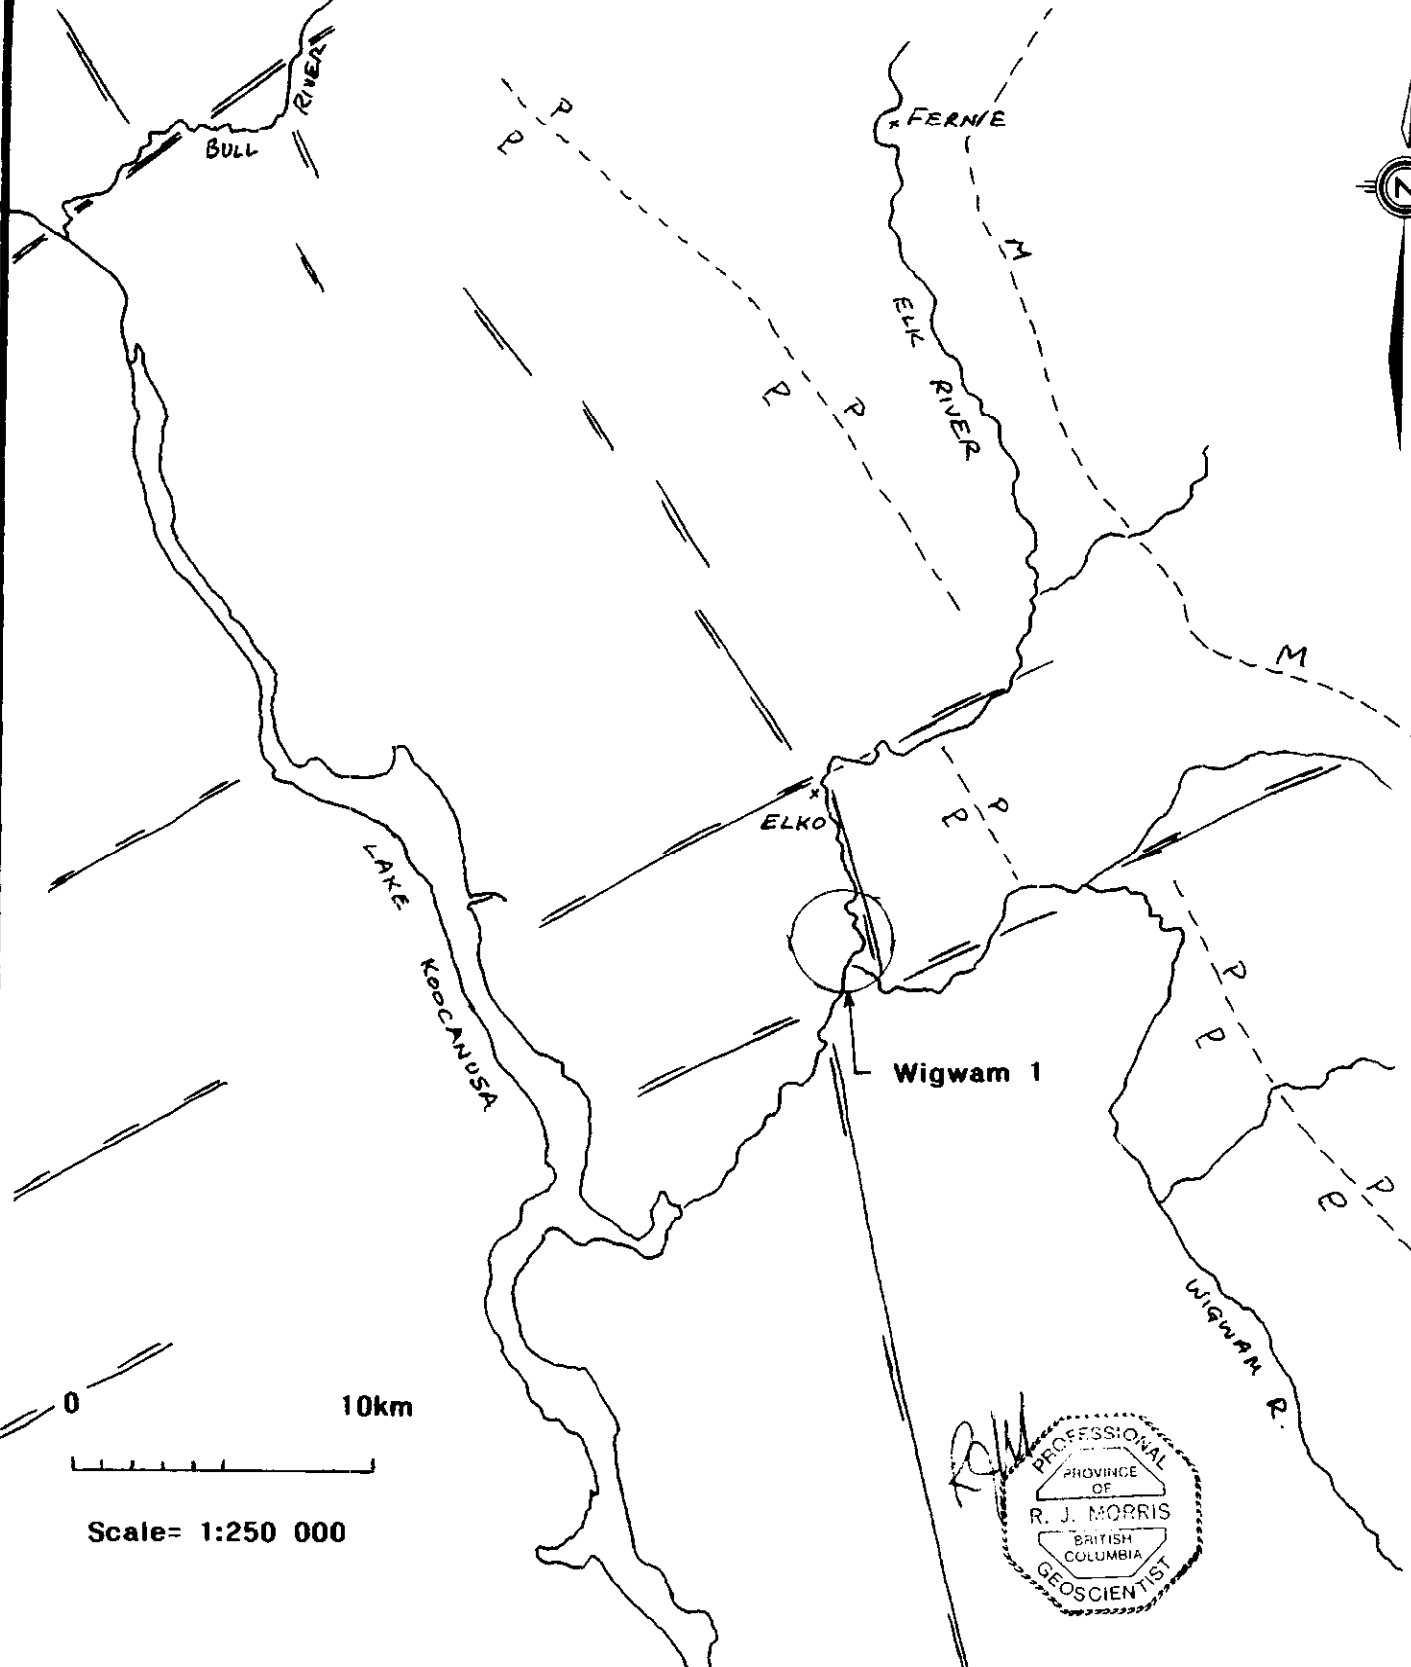 RIVER
BULL
P
P
FERNIE
N
M
ELK
RIVER
P
P
M
ELKO
P
P
LAKE
KOOCANUSA
P
P
Wigwam 1
P
P
WIGWAM R.
0 10km
Scale= 1:250 000
PROFESSIONAL
PROVINCE
OF
R. J. MORRIS
BRITISH
COLUMBIA
GEOSCIENTIST